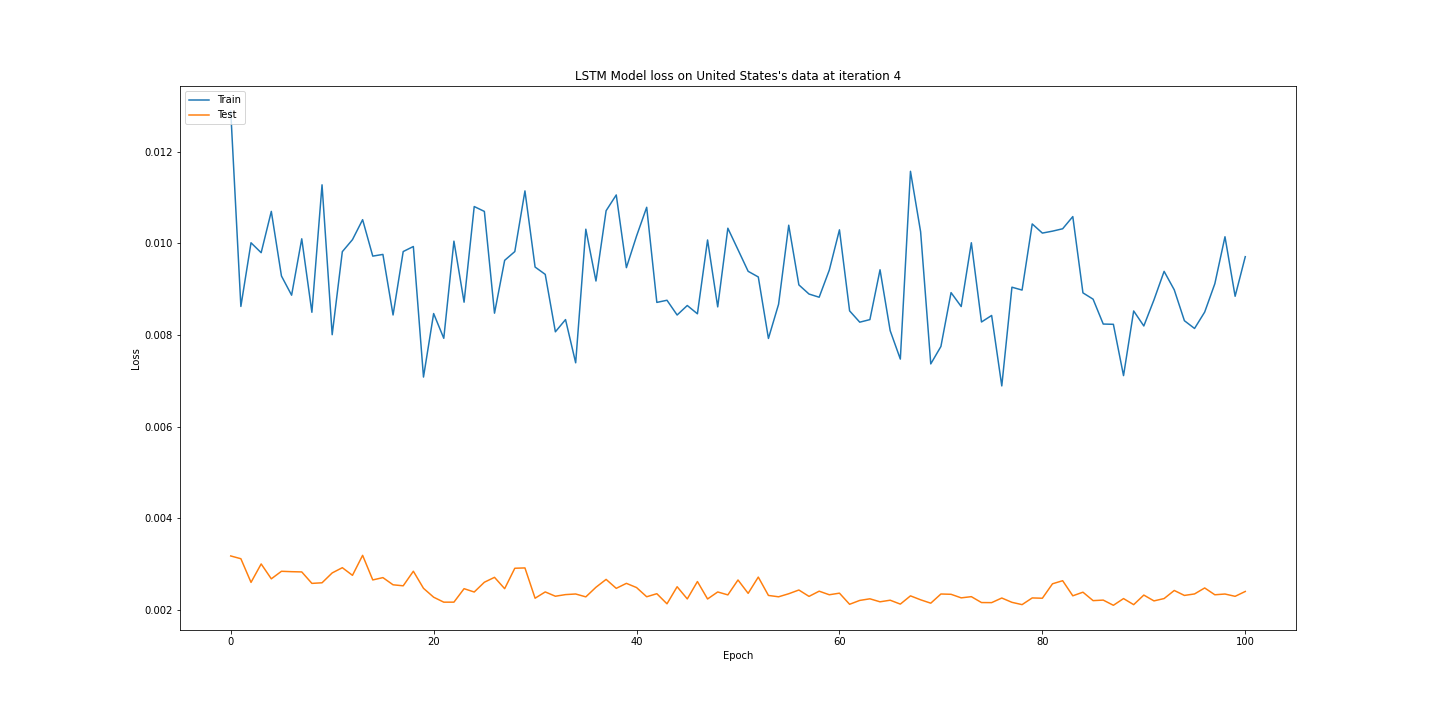 LSTM Model loss on United States's data at iteration 4
Train
Test
0.012
0.010
0.008
0.006
0.004
0.002
Loss
0 20 40 60 80 100
Epoch